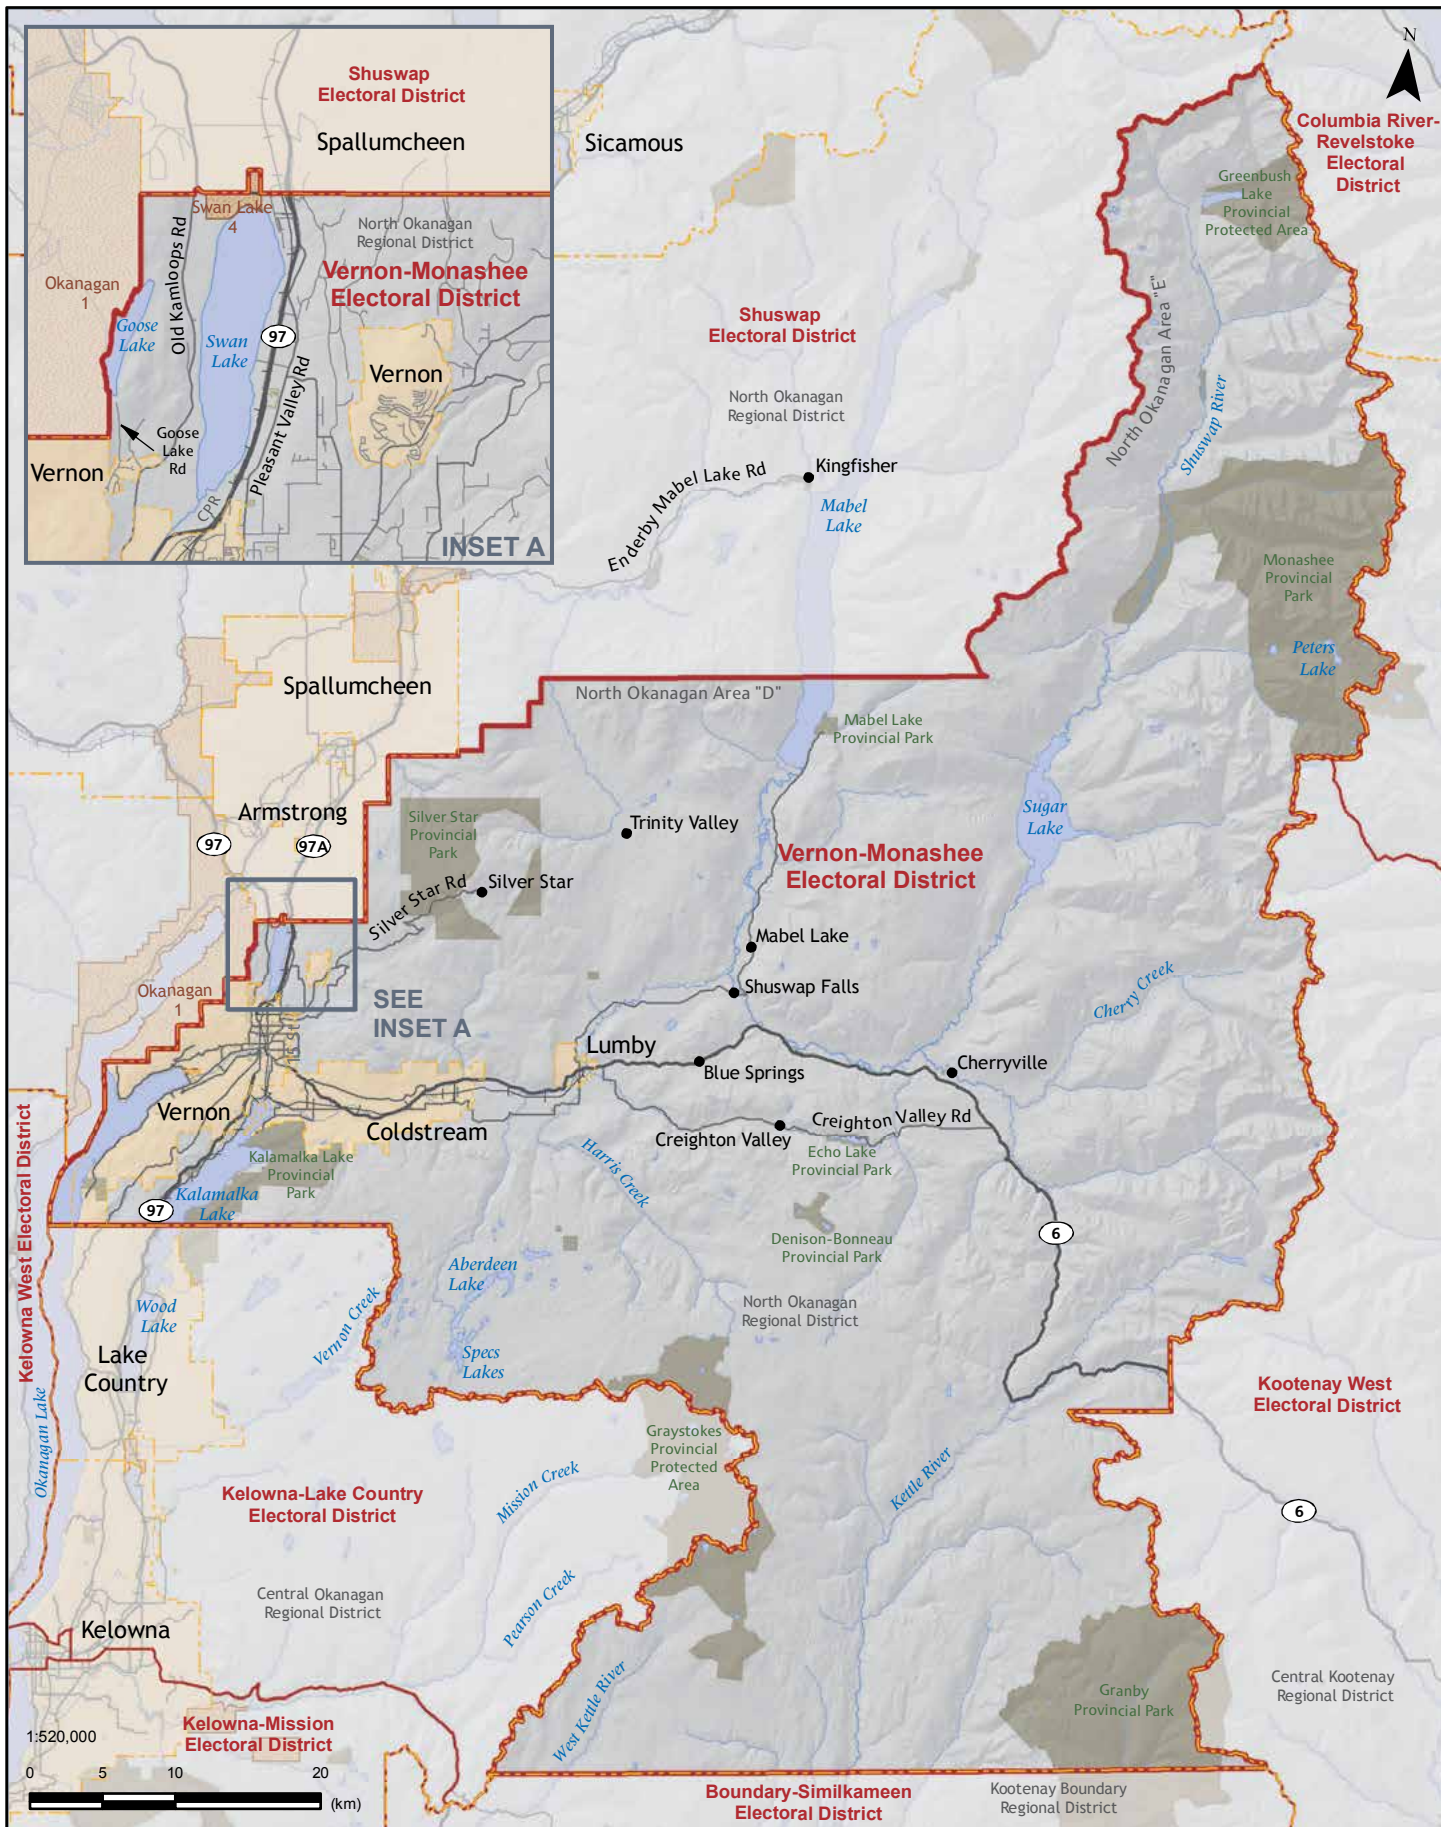 Shuswap
Electoral District
Spallumcheen
Swan Lake
4
North Okanagan
Regional District
Vernon-Monashee
Electoral District
Okanagan
1
Goose
Lake
Old Kamloops Rd
Swan
Lake
97
Pleasant Valley Rd
Vernon
Goose
Lake
Rd
Vernon
CPR
INSET A
Sicamous
N
Columbia River-
Revelstoke
Electoral
District
Greenbush
Lake
Provincial
Protected Area
North Okanagan Area "E"
Shuswap River
Shuswap
Electoral District
North Okanagan
Regional District
Kingfisher
Enderby Mabel Lake Rd
Mabel
Lake
Monashee
Provincial
Park
Peters
Lake
Spallumcheen
North Okanagan Area "D"
Mabel Lake
Provincial Park
Armstrong
97
97A
Silver Star
Provincial
Park
Trinity Valley
Sugar
Lake
Vernon-Monashee
Electoral District
Silver Star Rd
Silver Star
Mabel Lake
Shuswap Falls
Okanagan
1
SEE
INSET A
Cherry Creek
Lumby
Blue Springs
Cherryville
Vernon
Coldstream
Creighton Valley
Creighton Valley Rd
Echo Lake
Provincial Park
Harris Creek
Kalamalka Lake
Provincial
Park
Kalamalka
Lake
97
Kelowna West Electoral District
Denison-Bonneau
Provincial Park
6
Aberdeen
Lake
North Okanagan
Regional District
Vernon Creek
Wood
Lake
Specs
Lakes
Lake
Country
Okanagan Lake
Kootenay West
Electoral District
Graystokes
Provincial
Protected
Area
Kettle River
Mission Creek
Kelowna-Lake Country
Electoral District
6
Central Okanagan
Regional District
Pearson Creek
Kelowna
West Kettle River
Granby
Provincial Park
Central Kootenay
Regional District
Kelowna-Mission
Electoral District
1:520,000
0 5 10 20
(km)
Boundary-Similkameen
Electoral District
Kootenay Boundary
Regional District